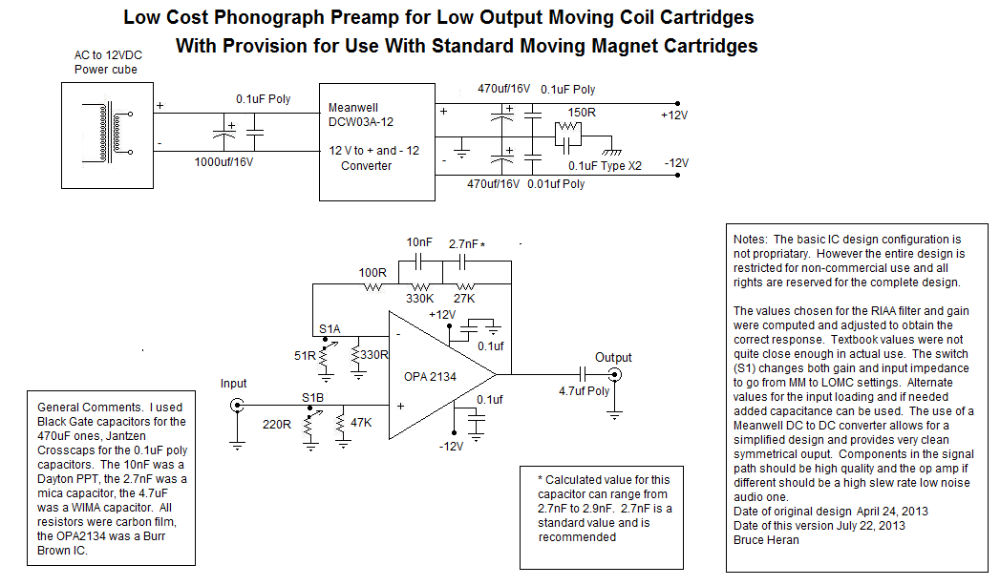 Low Cost Phonograph Preamp for Low Output Moving Coil Cartridges
With Provision for Use With Standard Moving Magnet Cartridges
AC to 12VDC
Power cube
+
-
0.1uF Poly
+
1000uf/16V
Meanwell
DCW03A-12
12 V to + and - 12
Converter
+
-
470uf/16V 0.1uF Poly
+
+
150R
+12V
0.1uF Type X2
-12V
470uf/16V 0.01uf Poly
10nF 2.7nF*
100R
330K 27K
+12V
0.1uf
S1A
51R
330R
-
OPA 2134
+
Input
S1B
220R
47K
0.1uf
-12V
4.7uf Poly
Output
General Comments. I used
Black Gate capacitors for the
470uF ones, Jantzen
Crosscaps for the 0.1uF poly
capacitors. The 10nF was a
Dayton PPT, the 2.7nF was a
mica capacitor, the 4.7uF
was a WIMA capacitor. All
resistors were carbon film,
the OPA2134 was a Burr
Brown IC.
* Calculated value for this
capacitor can range from
2.7nF to 2.9nF. 2.7nF is a
standard value and is
recommended
Notes: The basic IC design configuration is
not propriatary. However the entire design is
restricted for non-commercial use and all
rights are reserved for the complete design.
The values chosen for the RIAA filter and gain
were computed and adjusted to obtain the
correct response. Textbook values were not
quite close enough in actual use. The switch
(S1) changes both gain and input impedance
to go from MM to LOMC settings. Alternate
values for the input loading and if needed
added capacitance can be used. The use of a
Meanwell DC to DC converter allows for a
simplified design and provides very clean
symmetrical ouput. Components in the signal
path should be high quality and the op amp if
different should be a high slew rate low noise
audio one.
Date of original design April 24, 2013
Date of this version July 22, 2013
Bruce Heran